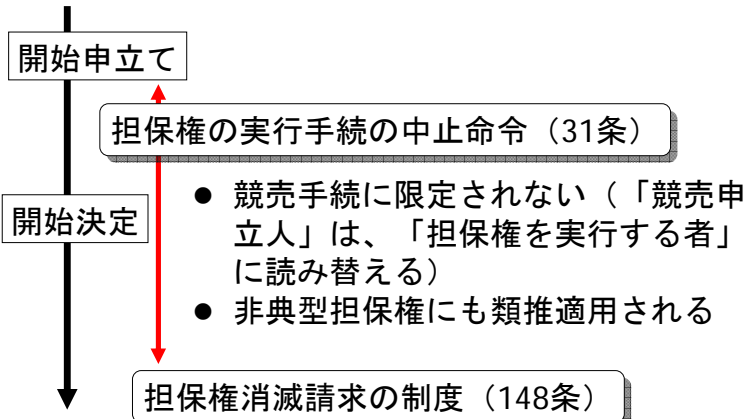 開始申立て
担保権の実行手続の中止命令（31条）
開始決定
● 競売手続に限定されない（「競売申
立人」は、「担保権を実行する者」
に読み替える）
● 非典型担保権にも類推適用される
担保権消滅請求の制度（148条）